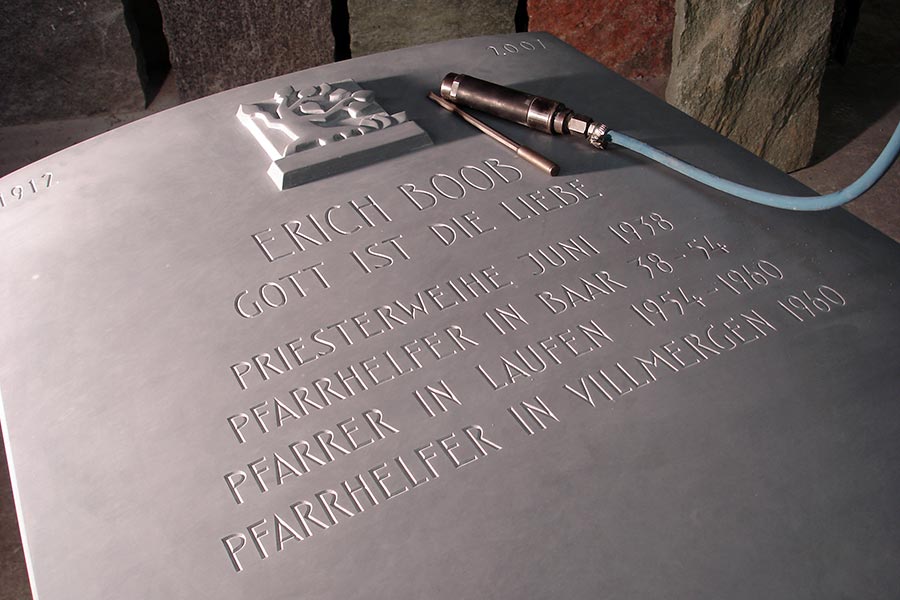 1917
2001
ERICH BOOB
GOTT IST DIE LIEBE
PRIESTERWEIHE, JUNI 1938
PFARRHELFER IN BAAR 38-54
PFARRER IN LAUFEN 1954-1960
PFARRHELFER IN VILLMERGEN 1960